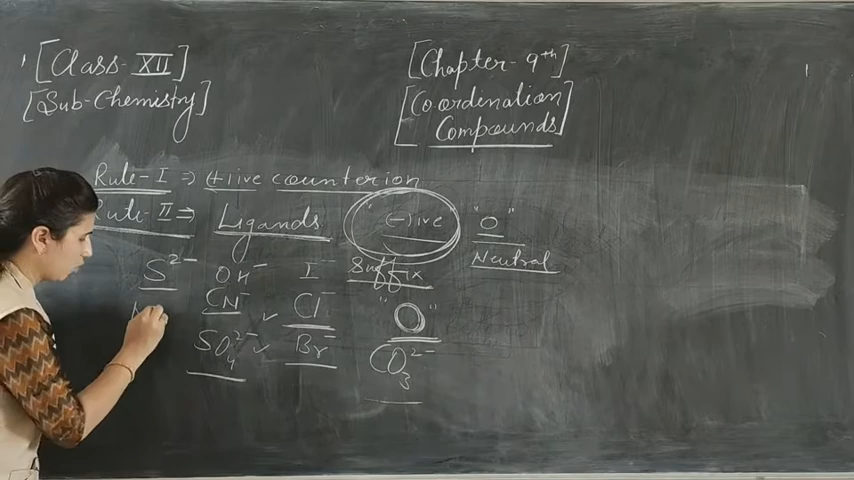 [Class-XII]
[Sub-Chemistry]
[Chapter-9th]
[Coordination
Compounds]
Rule-I ⇒ (+)ive counterion
Rule-II ⇒ Ligands (-)ive "0"
Neutral
S²⁻ OH⁻ I⁻ Suffix
CN⁻ ✓ Cl⁻ "O"
SO₄²⁻ ✓ Br⁻ CO₃²⁻